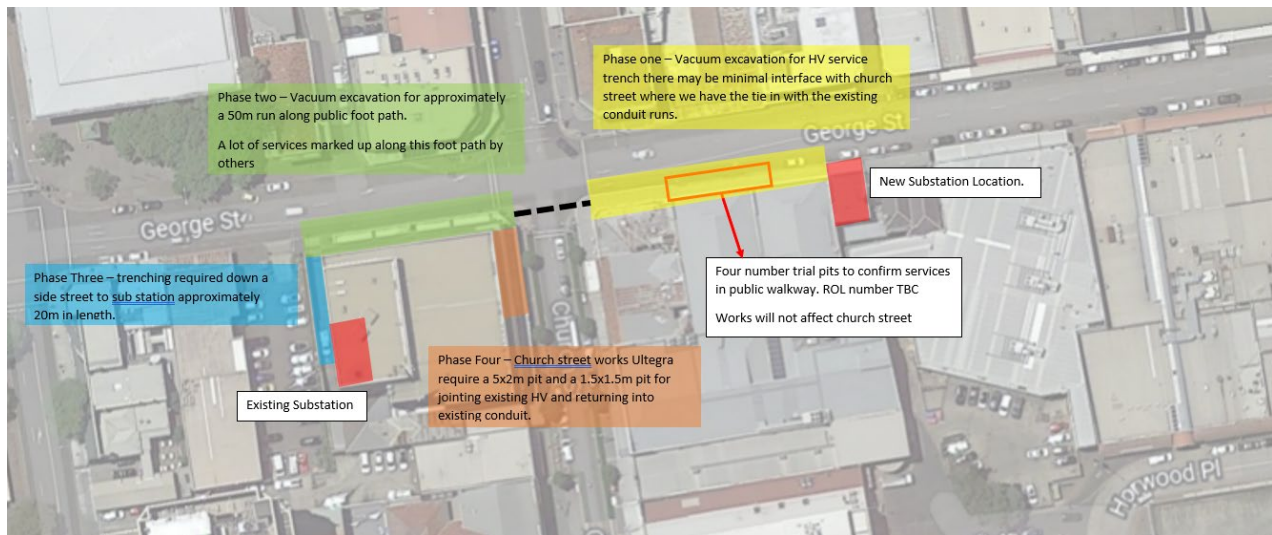 Phase one – Vacuum excavation for HV service
trench there may be minimal interface with church
street where we have the tie in with the existing
conduit runs.
Phase two – Vacuum excavation for approximately
a 50m run along public foot path.
A lot of services marked up along this foot path by
others
George St
New Substation Location.
George St
Phase Three – trenching required down a
side street to sub station approximately
20m in length.
Four number trial pits to confirm services
in public walkway. ROL number TBC
Works will not affect church street
Phase Four – Church street works Ultegra
require a 5x2m pit and a 1.5x1.5m pit for
jointing existing HV and returning into
existing conduit.
Existing Substation
Horwood Pl